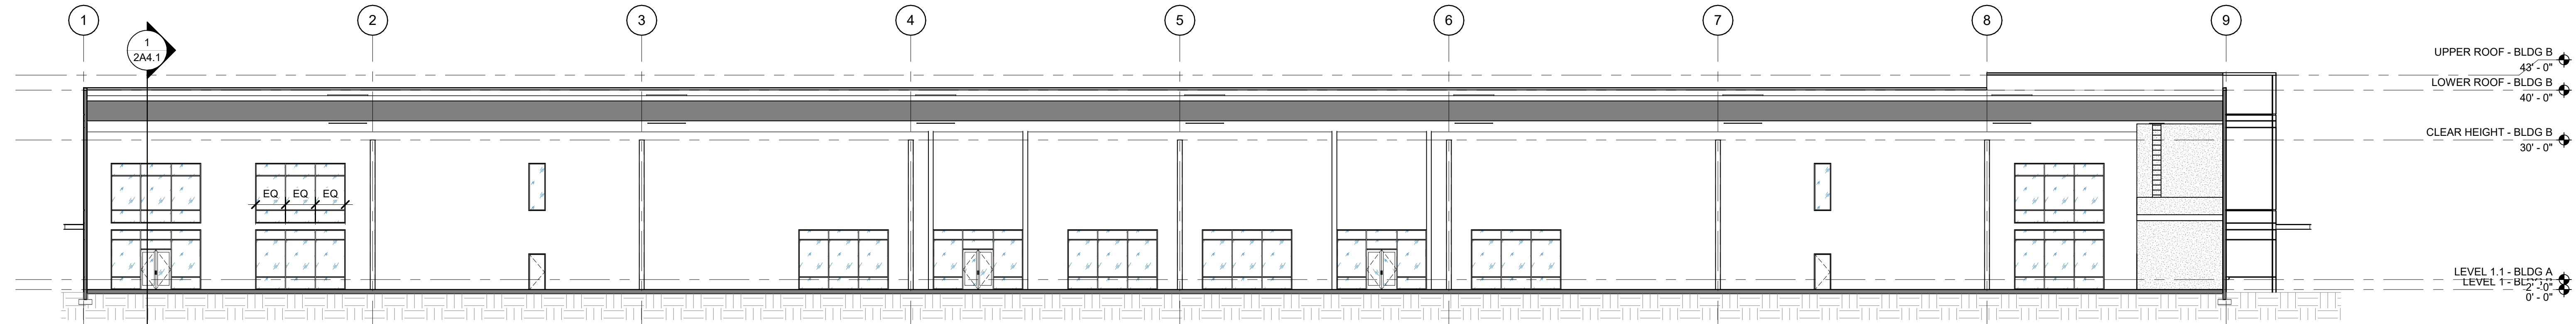 1
2
3
4
5
6
7
8
9
1
2A4.1
UPPER ROOF - BLDG B
43' - 0"
LOWER ROOF - BLDG B
40' - 0"
CLEAR HEIGHT - BLDG B
30' - 0"
EQ EQ EQ
LEVEL 1.1 - BLDG A
2' - 0"
LEVEL 1 -
0' - 0"